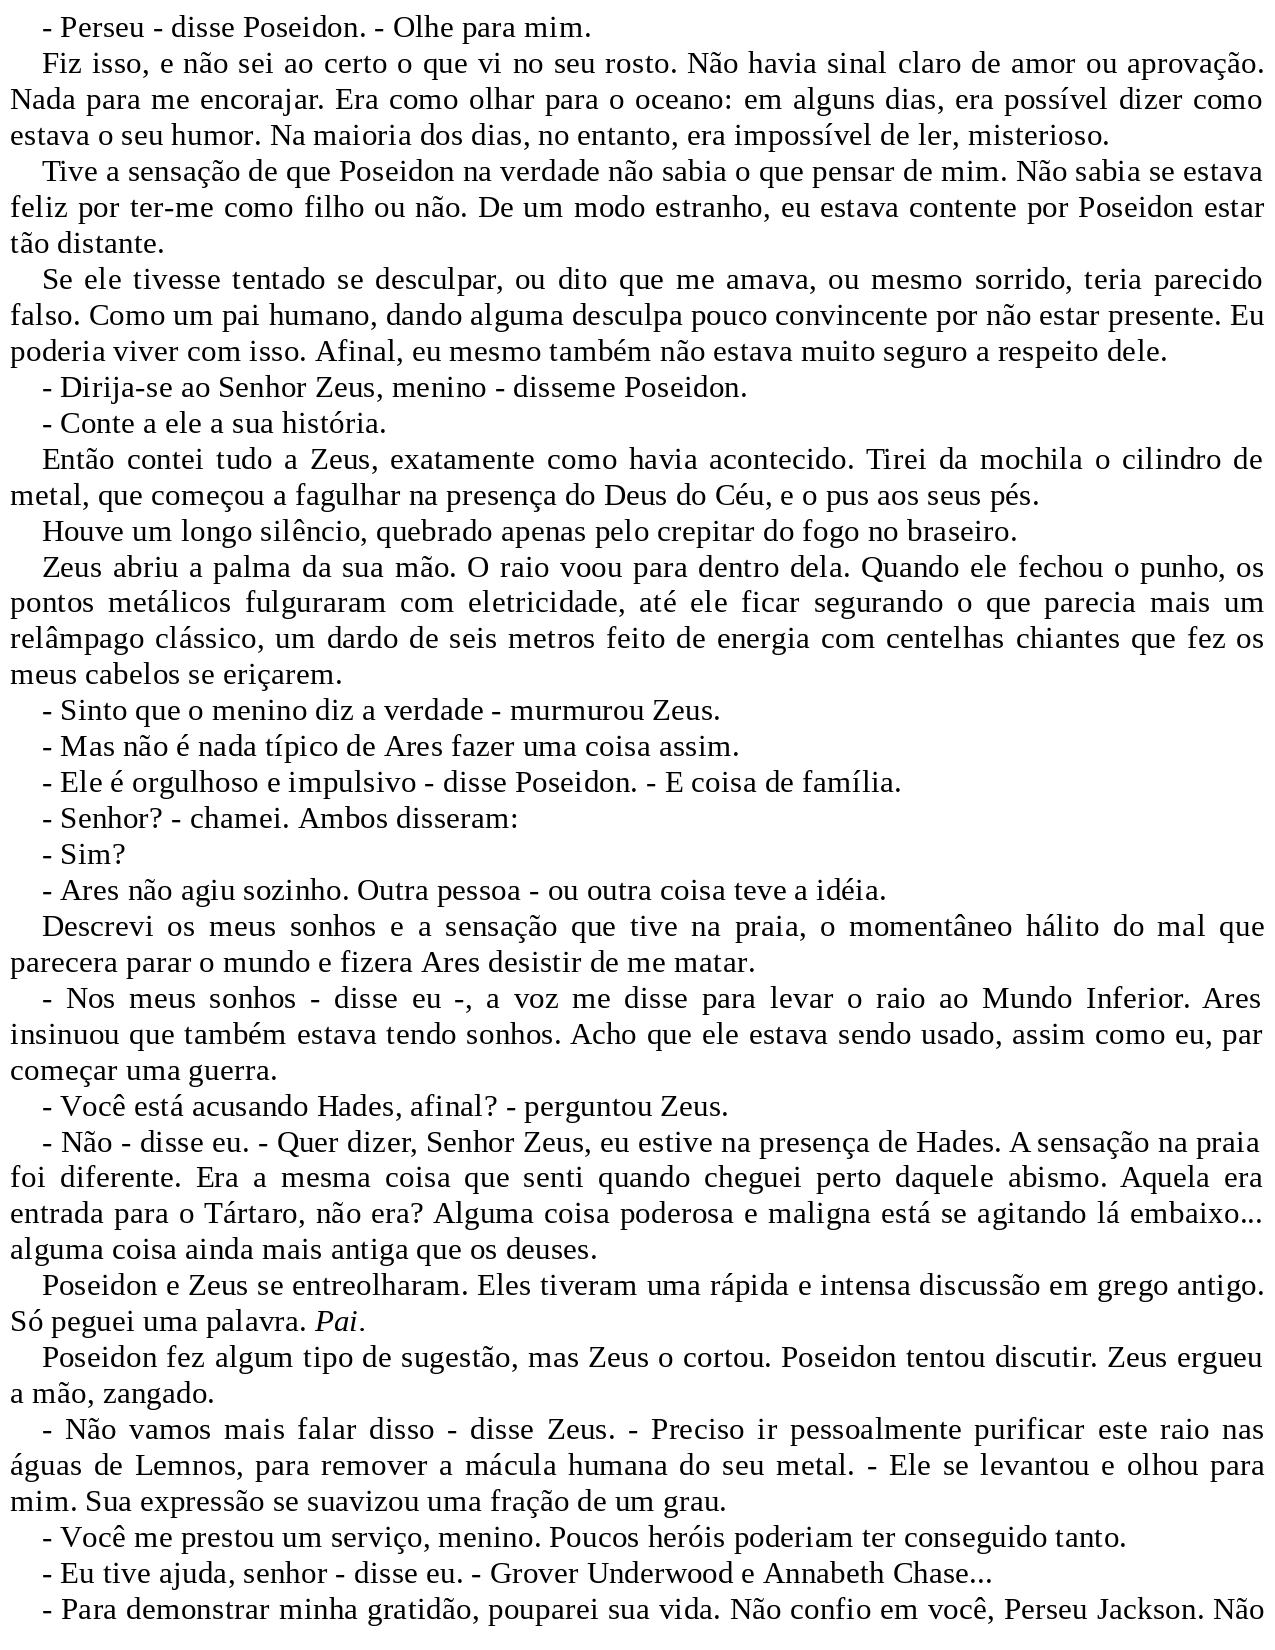 - Perseu - disse Poseidon. - Olhe para mim.
Fiz isso, e não sei ao certo o que vi no seu rosto. Não havia sinal claro de amor ou aprovação.
Nada para me encorajar. Era como olhar para o oceano: em alguns dias, era possível dizer como
estava o seu humor. Na maioria dos dias, no entanto, era impossível de ler, misterioso.
Tive a sensação de que Poseidon na verdade não sabia o que pensar de mim. Não sabia se estava
feliz por ter-me como filho ou não. De um modo estranho, eu estava contente por Poseidon estar
tão distante.
Se ele tivesse tentado se desculpar, ou dito que me amava, ou mesmo sorrido, teria parecido
falso. Como um pai humano, dando alguma desculpa pouco convincente por não estar presente. Eu
poderia viver com isso. Afinal, eu mesmo também não estava muito seguro a respeito dele.
- Dirija-se ao Senhor Zeus, menino - disseme Poseidon.
- Conte a ele a sua história.
Então contei tudo a Zeus, exatamente como havia acontecido. Tirei da mochila o cilindro de
metal, que começou a fagulhar na presença do Deus do Céu, e o pus aos seus pés.
Houve um longo silêncio, quebrado apenas pelo crepitar do fogo no braseiro.
Zeus abriu a palma da sua mão. O raio voou para dentro dela. Quando ele fechou o punho, os
pontos metálicos fulguraram com eletricidade, até ele ficar segurando o que parecia mais um
relâmpago clássico, um dardo de seis metros feito de energia com centelhas chiantes que fez os
meus cabelos se eriçarem.
- Sinto que o menino diz a verdade - murmurou Zeus.
- Mas não é nada típico de Ares fazer uma coisa assim.
- Ele é orgulhoso e impulsivo - disse Poseidon. - E coisa de família.
- Senhor? - chamei. Ambos disseram:
- Sim?
- Ares não agiu sozinho. Outra pessoa - ou outra coisa teve a idéia.
Descrevi os meus sonhos e a sensação que tive na praia, o momentâneo hálito do mal que
parecera parar o mundo e fizera Ares desistir de me matar.
- Nos meus sonhos - disse eu -, a voz me disse para levar o raio ao Mundo Inferior. Ares
insinuou que também estava tendo sonhos. Acho que ele estava sendo usado, assim como eu, par
começar uma guerra.
- Você está acusando Hades, afinal? - perguntou Zeus.
- Não - disse eu. - Quer dizer, Senhor Zeus, eu estive na presença de Hades. A sensação na praia
foi diferente. Era a mesma coisa que senti quando cheguei perto daquele abismo. Aquela era
entrada para o Tártaro, não era? Alguma coisa poderosa e maligna está se agitando lá embaixo...
alguma coisa ainda mais antiga que os deuses.
Poseidon e Zeus se entreolharam. Eles tiveram uma rápida e intensa discussão em grego antigo.
Só peguei uma palavra. Pai.
Poseidon fez algum tipo de sugestão, mas Zeus o cortou. Poseidon tentou discutir. Zeus ergueu
a mão, zangado.
- Não vamos mais falar disso - disse Zeus. - Preciso ir pessoalmente purificar este raio nas
águas de Lemnos, para remover a mácula humana do seu metal. - Ele se levantou e olhou para
mim. Sua expressão se suavizou uma fração de um grau.
- Você me prestou um serviço, menino. Poucos heróis poderiam ter conseguido tanto.
- Eu tive ajuda, senhor - disse eu. - Grover Underwood e Annabeth Chase...
- Para demonstrar minha gratidão, pouparei sua vida. Não confio em você, Perseu Jackson. Não